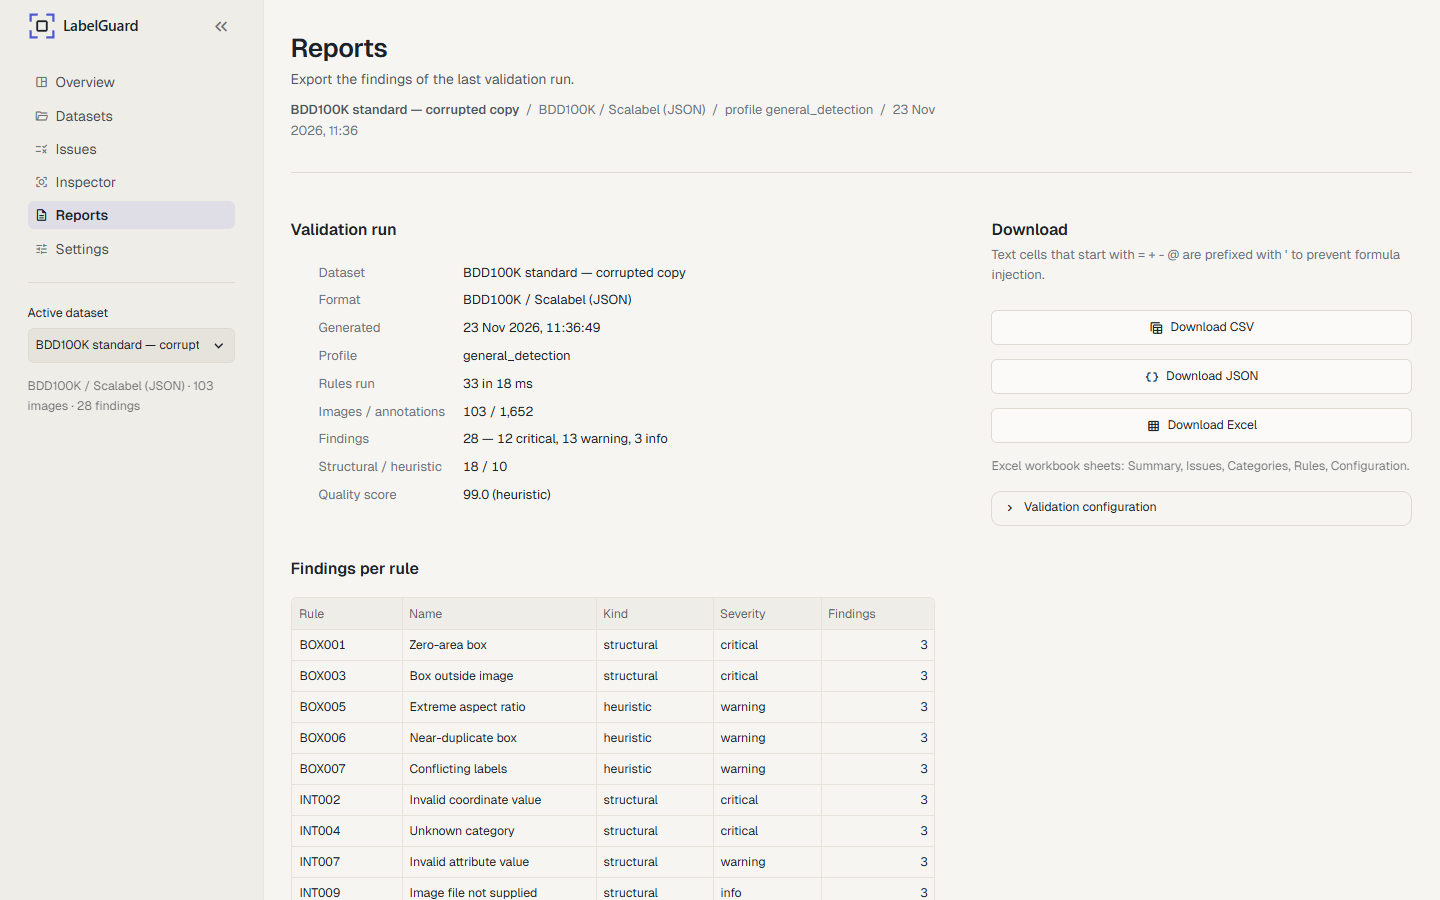 LabelGuard
Overview
Datasets
Issues
Inspector
Reports
Settings
Active dataset
BDD100K standard — corrupt
BDD100K / Scalabel (JSON) · 103
images · 28 findings
Reports
Export the findings of the last validation run.
BDD100K standard — corrupted copy / BDD100K / Scalabel (JSON) / profile general_detection / 23 Nov
2026, 11:36
Validation run
Dataset BDD100K standard — corrupted copy
Format BDD100K / Scalabel (JSON)
Generated 23 Nov 2026, 11:36:49
Profile general_detection
Rules run 33 in 18 ms
Images / annotations 103 / 1,652
Findings 28 — 12 critical, 13 warning, 3 info
Structural / heuristic 18 / 10
Quality score 99.0 (heuristic)
Download
Text cells that start with = + - @ are prefixed with ' to prevent formula
injection.
Download CSV
Download JSON
Download Excel
Excel workbook sheets: Summary, Issues, Categories, Rules, Configuration.
Validation configuration
Findings per rule
Rule Name Kind Severity Findings
BOX001 Zero-area box structural critical 3
BOX003 Box outside image structural critical 3
BOX005 Extreme aspect ratio heuristic warning 3
BOX006 Near-duplicate box heuristic warning 3
BOX007 Conflicting labels heuristic warning 3
INT002 Invalid coordinate value structural critical 3
INT004 Unknown category structural critical 3
INT007 Invalid attribute value structural warning 3
INT009 Image file not supplied structural info 3